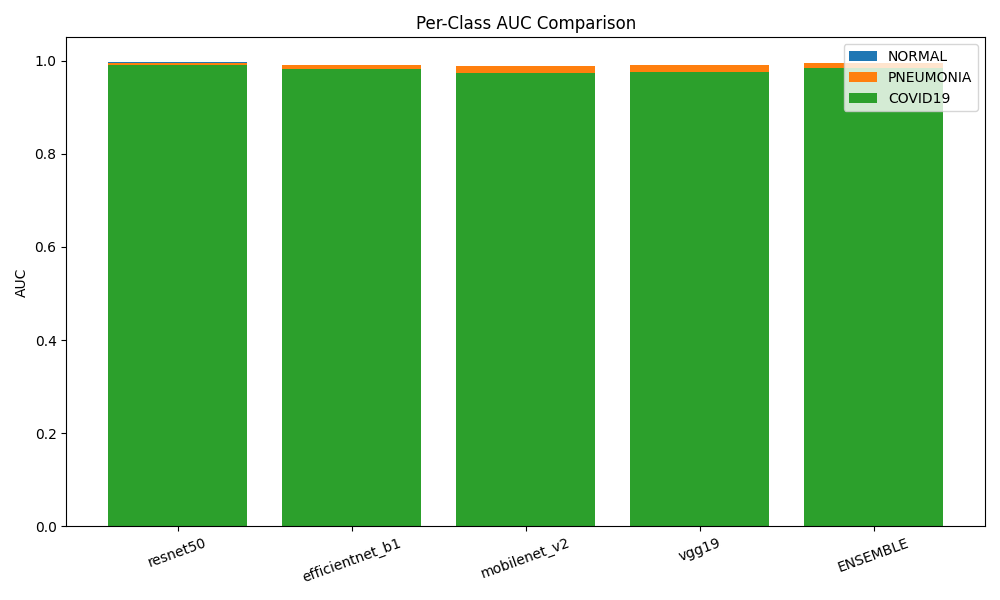 Per-Class AUC Comparison
NORMAL
PNEUMONIA
COVID19
AUC
1.0
0.8
0.6
0.4
0.2
0.0
resnet50
efficientnet_b1
mobilenet_v2
vgg19
ENSEMBLE